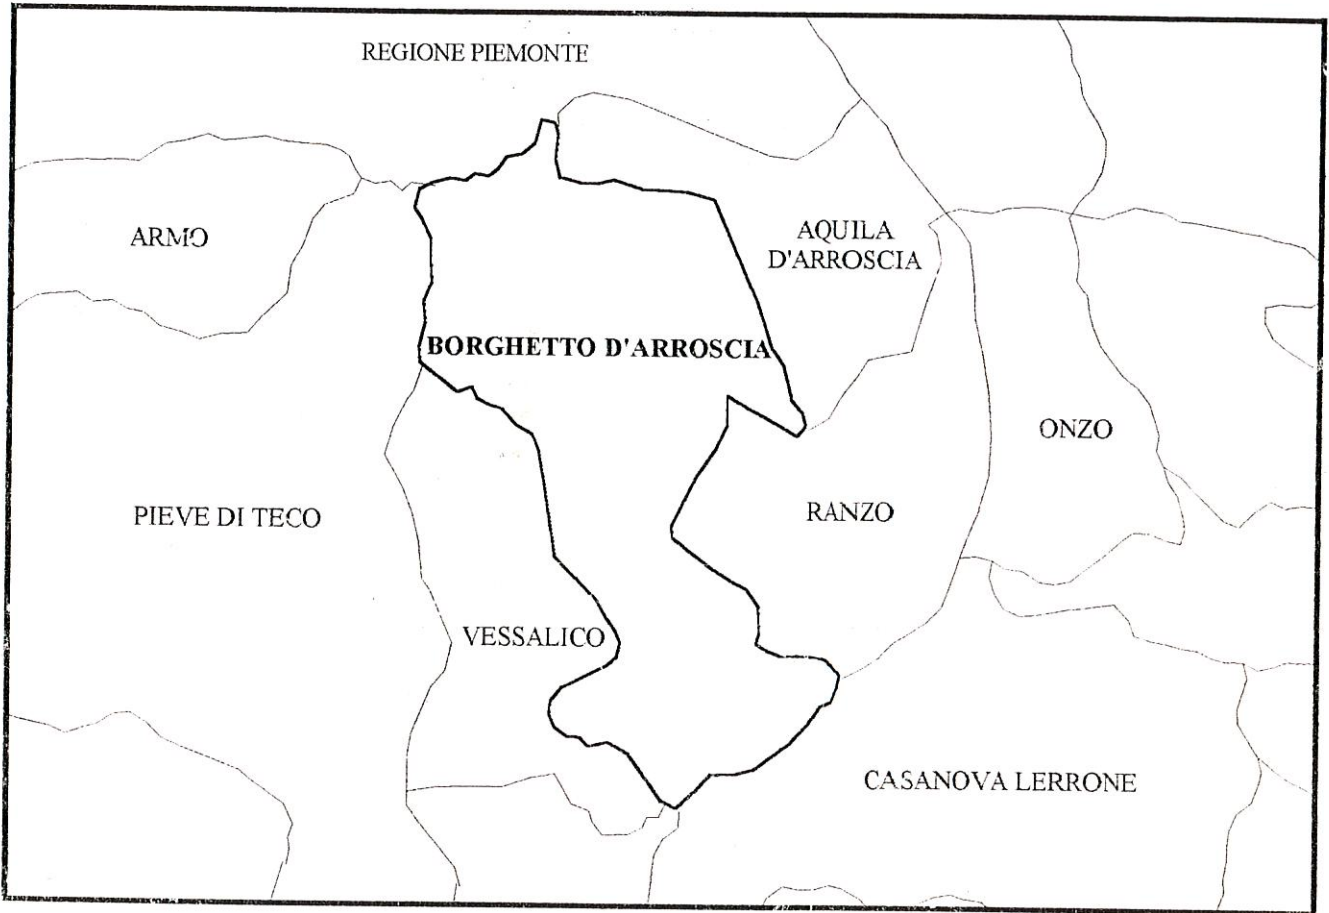 REGIONE PIEMONTE
ARMO
AQUILA
D'ARROSCIA
BORGHETTO D'ARROSCIA
ONZO
PIEVE DI TECO
RANZO
VESSALICO
CASANOVA LERRONE